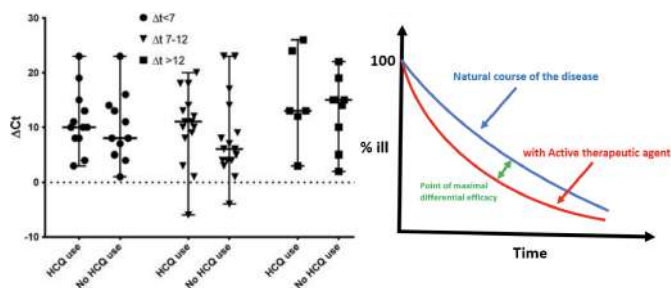 Δt<7
Δt 7-12
Δt >12
30
20
10
0
-10
ΔCt
HCQ use
No HCQ use
HCQ use
No HCQ use
HCQ use
No HCQ use
100
Natural course of the disease
% ill
with Active therapeutic agent
Point of maximal
differential efficacy
Time